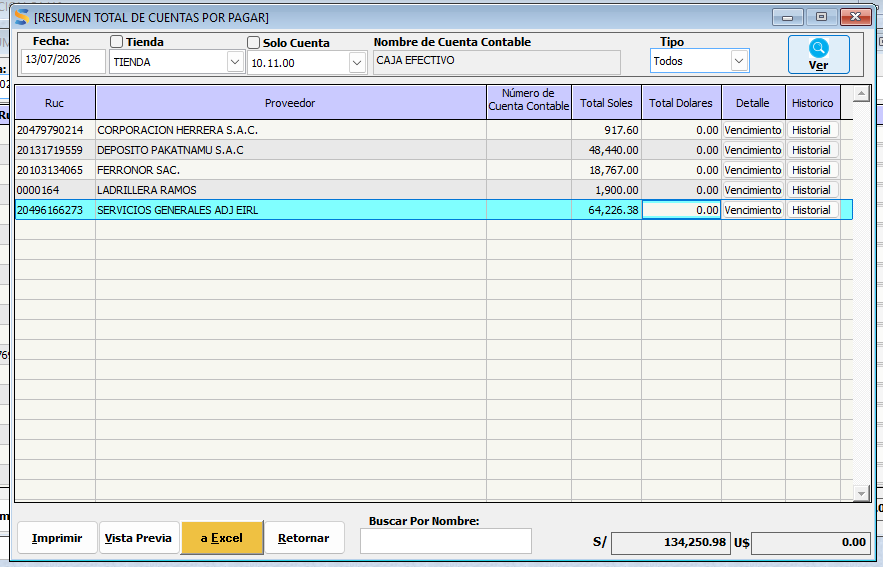 [RESUMEN TOTAL DE CUENTAS POR PAGAR]
Fecha: Tienda Solo Cuenta Nombre de Cuenta Contable Tipo
13/07/2026 TIENDA 10.11.00 CAJA EFECTIVO Todos Ver
Ruc Proveedor Número de Cuenta Contable Total Soles Total Dolares Detalle Historico
20479790214 CORPORACION HERRERA S.A.C. 917.60 0.00 Vencimiento Historial
20131719559 DEPOSITO PAKATNAMU S.A.C 48,440.00 0.00 Vencimiento Historial
20103134065 FERRONOR SAC. 18,767.00 0.00 Vencimiento Historial
0000164 LADRILLERA RAMOS 1,900.00 0.00 Vencimiento Historial
20496166273 SERVICIOS GENERALES ADJ EIRL 64,226.38 0.00 Vencimiento Historial
Imprimir Vista Previa a Excel Retornar Buscar Por Nombre: S/ 134,250.98 U$ 0.00